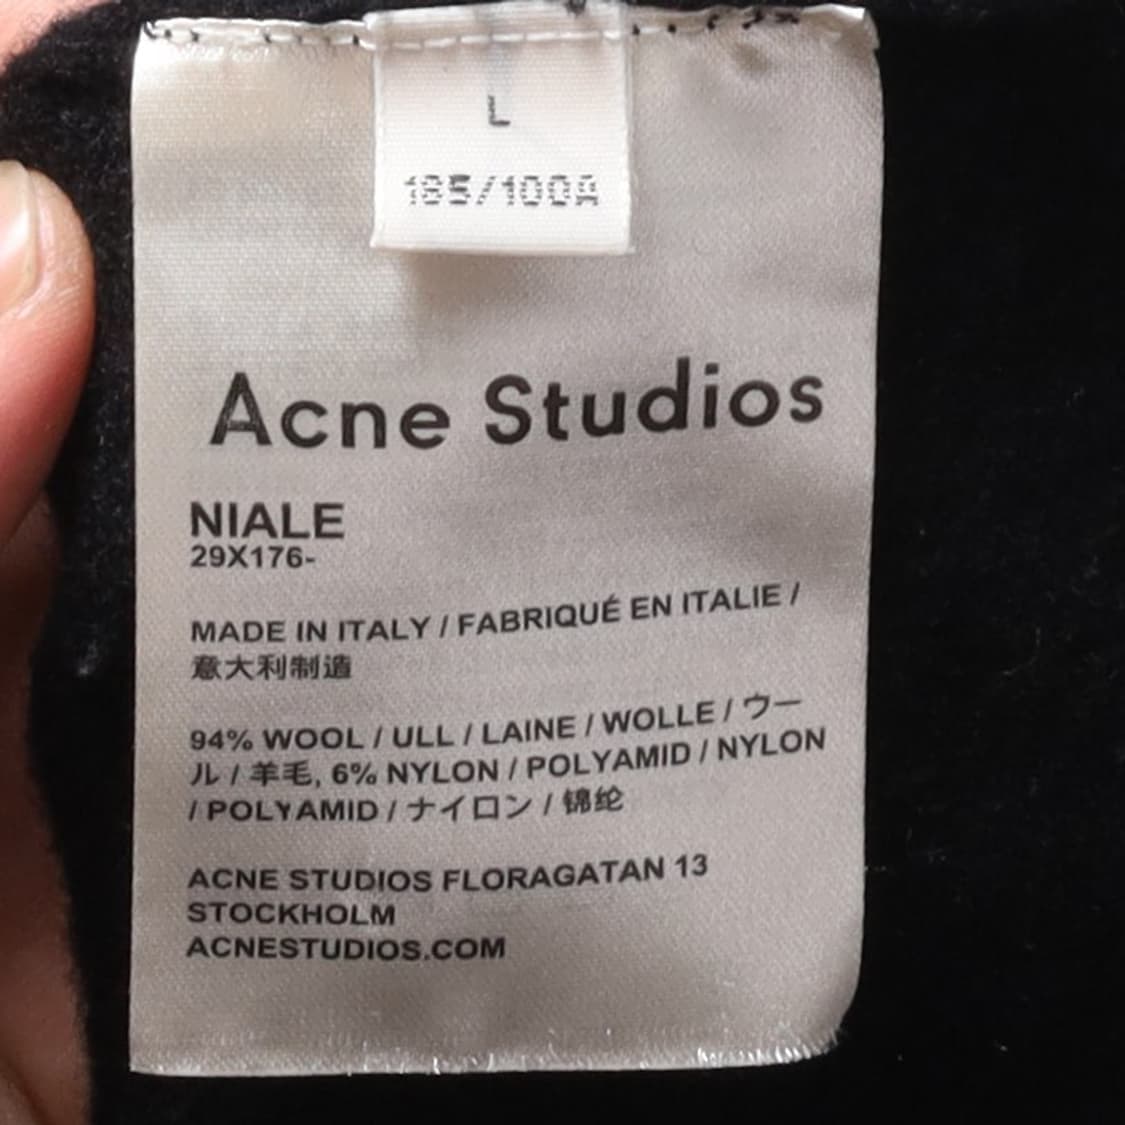 L
185/100A
Acne Studios
NIALE
29X176-
MADE IN ITALY / FABRIQUÉ EN ITALIE /
意大利制造
94% WOOL / ULL / LAINE / WOLLE / ウー
ル / 羊毛, 6% NYLON / POLYAMID / NYLON
/ POLYAMID / ナイロン / 锦纶
ACNE STUDIOS FLORAGATAN 13
STOCKHOLM
ACNESTUDIOS.COM